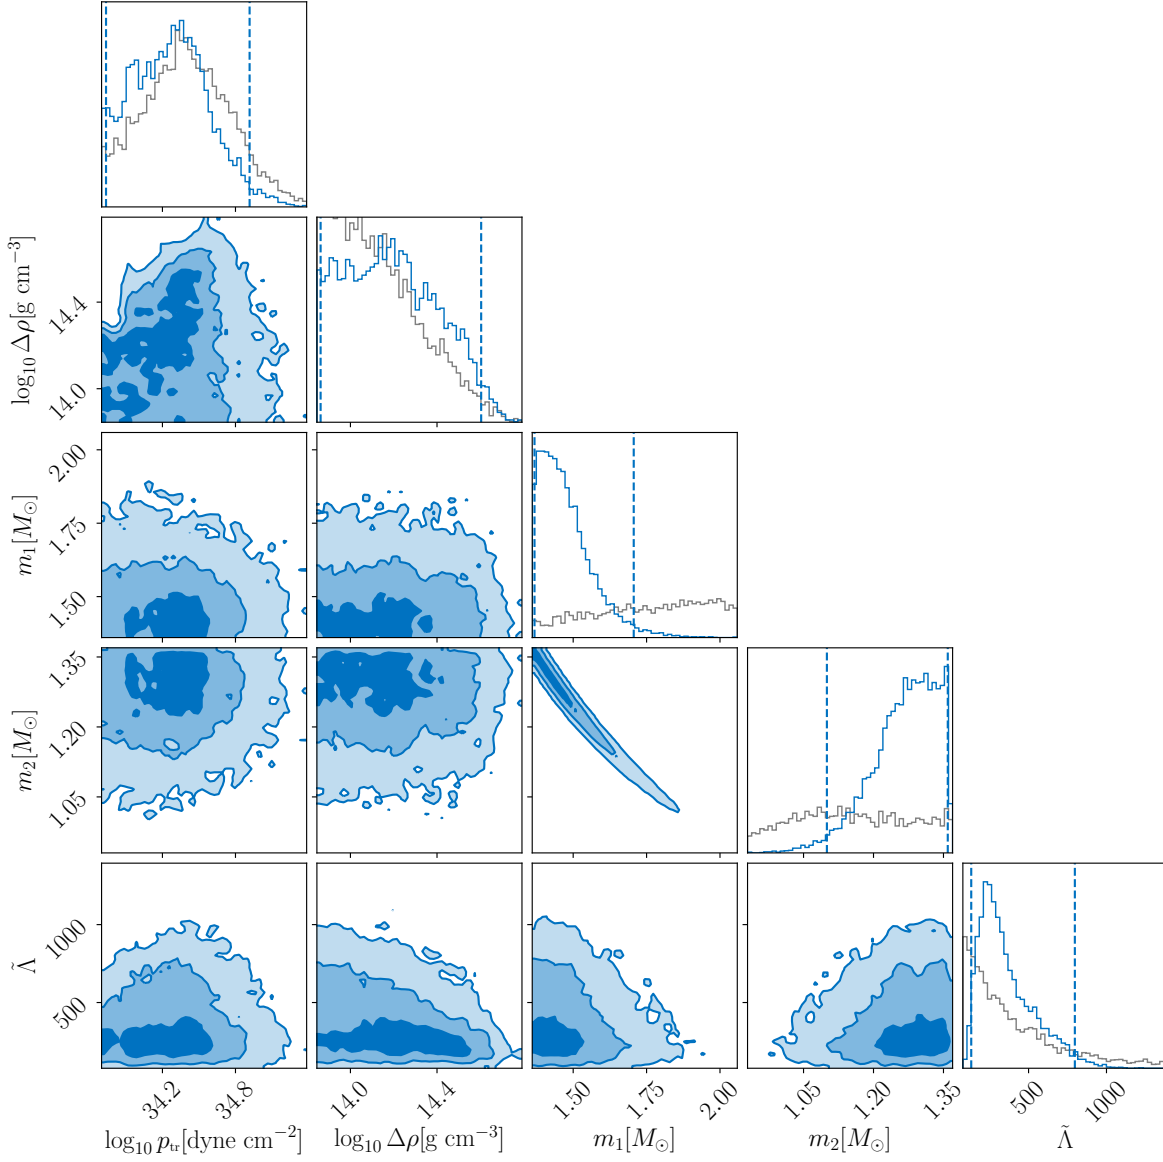 log₁₀ Δρ[g cm⁻³]
14.4
14.0
m₁[M⊙]
2.00
1.75
1.50
m₂[M⊙]
1.35
1.20
1.05
Λ̃
1000
500
34.2 34.8 14.0 14.4 1.50 1.75 2.00 1.05 1.20 1.35 500 1000
log₁₀ pₜᵣ[dyne cm⁻²] log₁₀ Δρ[g cm⁻³] m₁[M⊙] m₂[M⊙] Λ̃